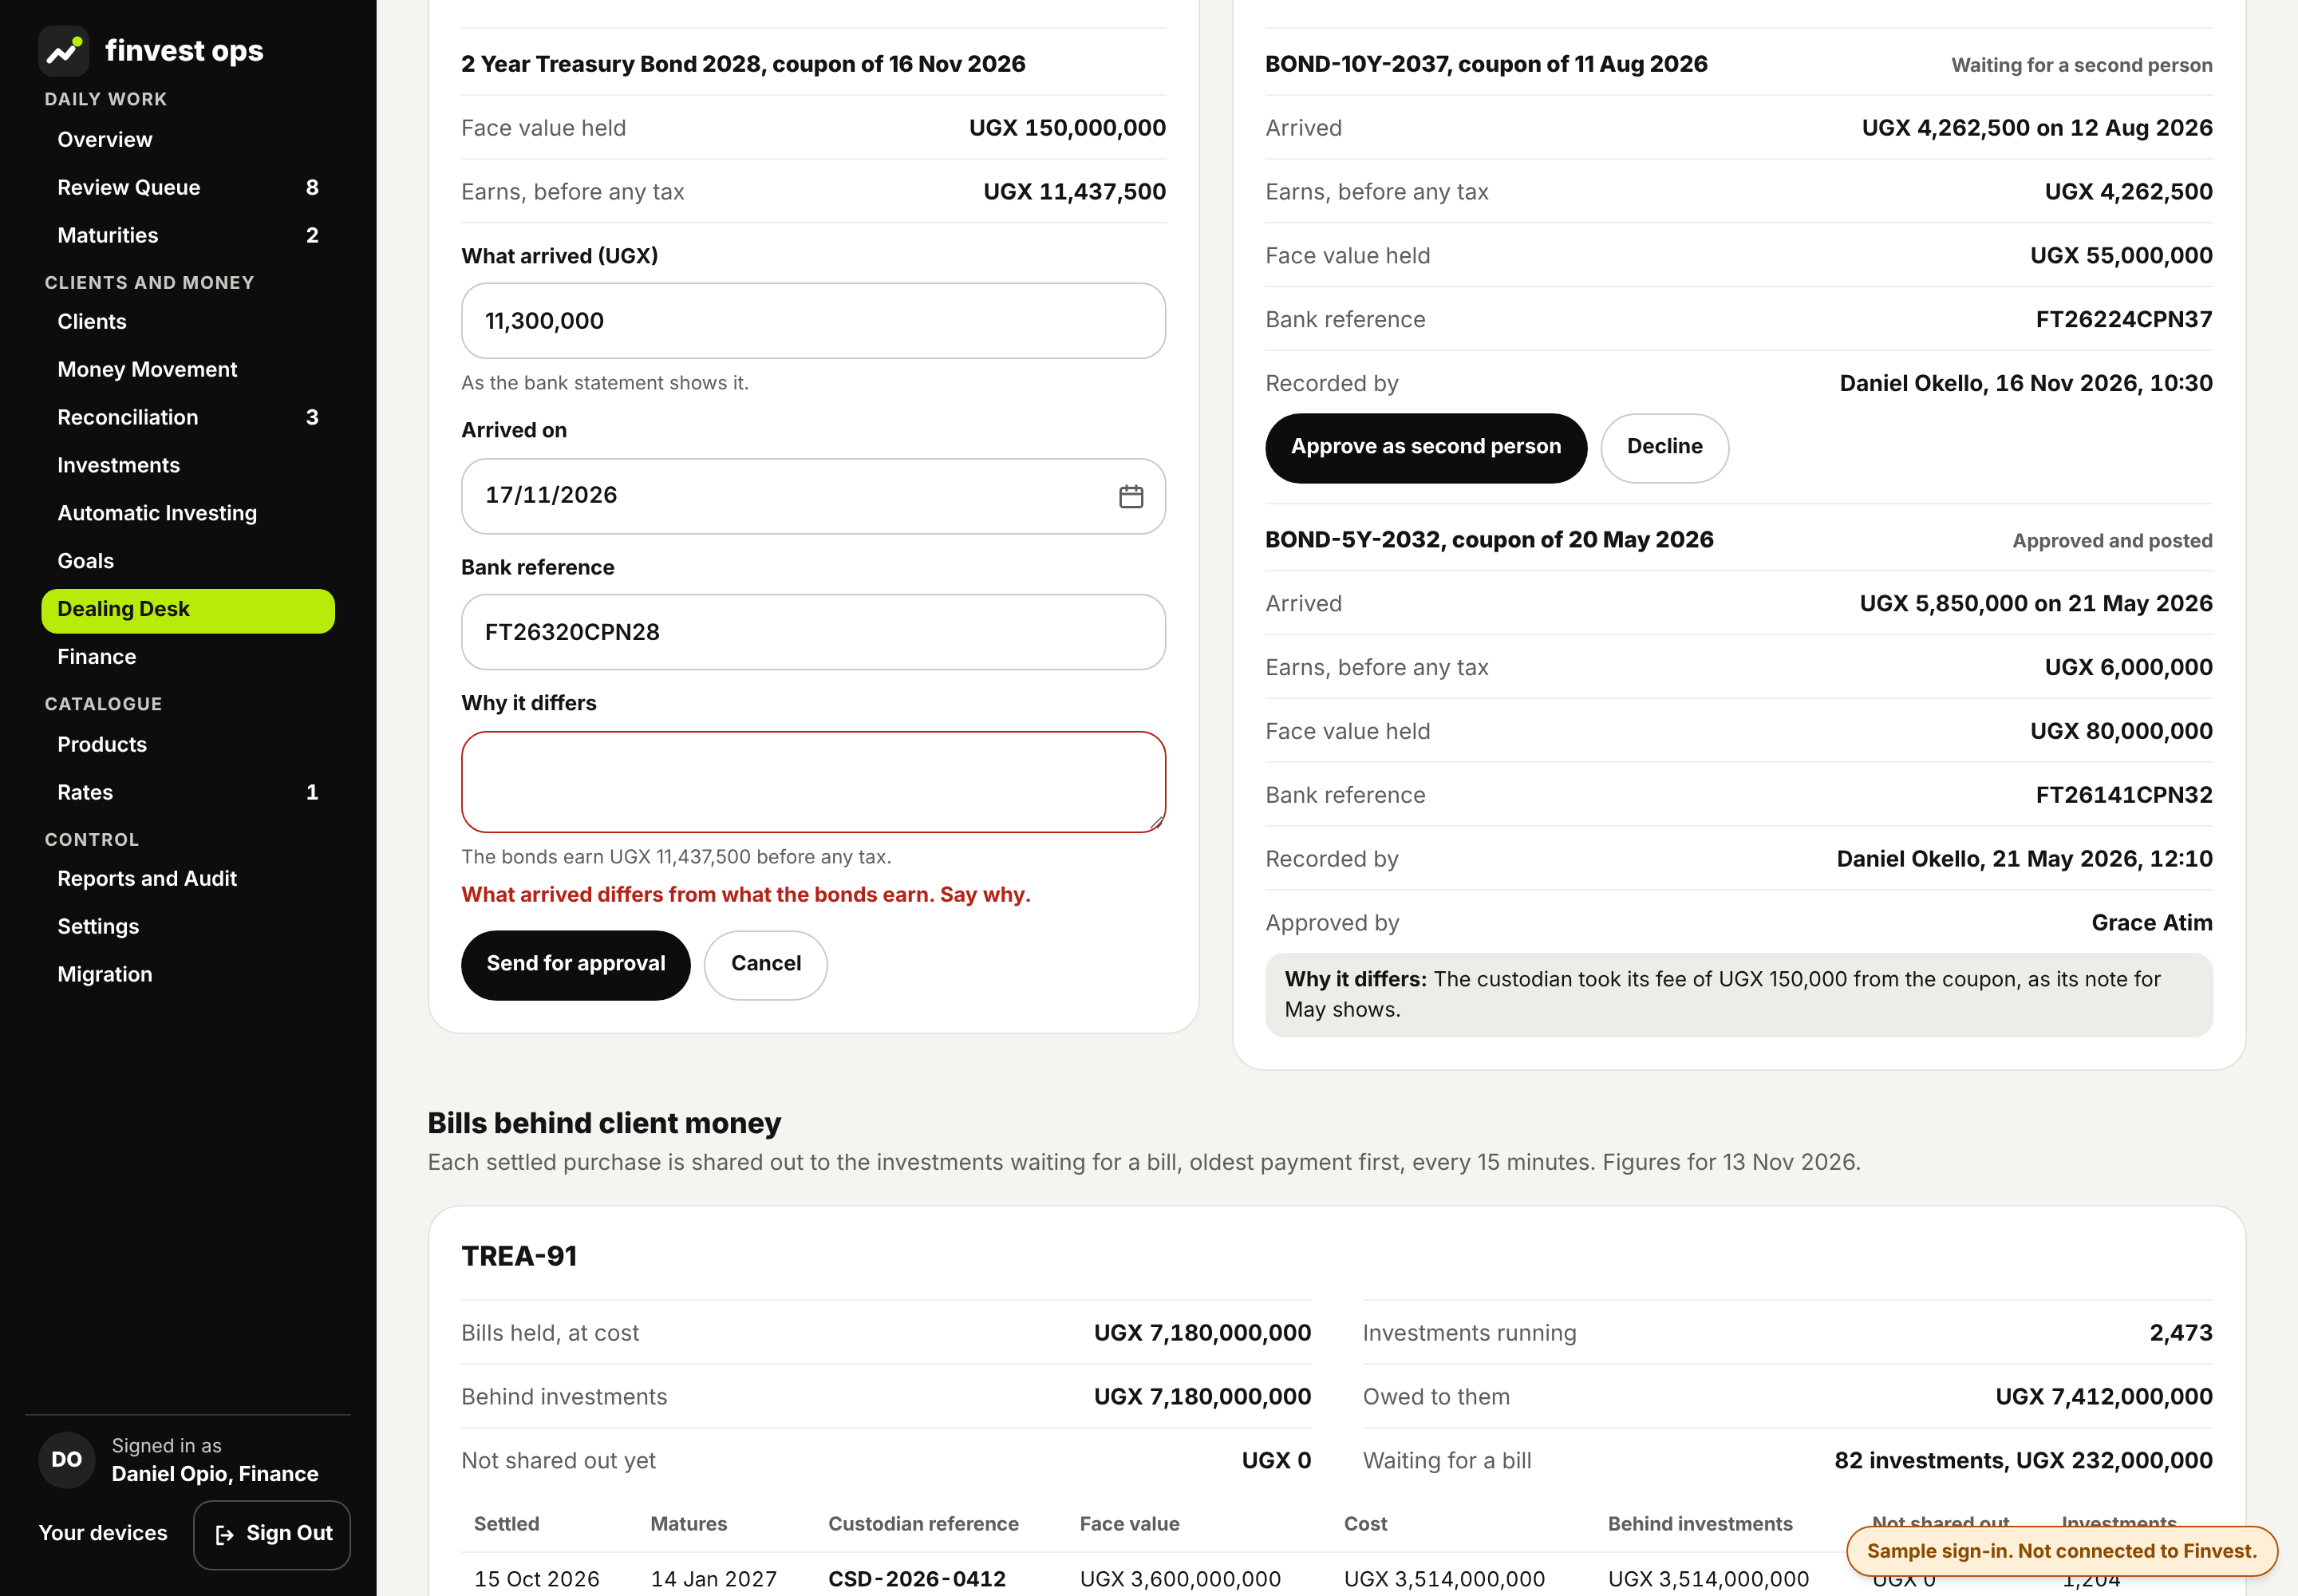 finvest ops
DAILY WORK
Overview
Review Queue 8
Maturities 2
CLIENTS AND MONEY
Clients
Money Movement
Reconciliation 3
Investments
Automatic Investing
Goals
Dealing Desk
Finance
CATALOGUE
Products
Rates 1
CONTROL
Reports and Audit
Settings
Migration
DO
Signed in as
Daniel Opio, Finance
Your devices
Sign Out
2 Year Treasury Bond 2028, coupon of 16 Nov 2026
Face value held UGX 150,000,000
Earns, before any tax UGX 11,437,500
What arrived (UGX)
11,300,000
As the bank statement shows it.
Arrived on
17/11/2026
Bank reference
FT26320CPN28
Why it differs
The bonds earn UGX 11,437,500 before any tax.
What arrived differs from what the bonds earn. Say why.
Send for approval Cancel
BOND-10Y-2037, coupon of 11 Aug 2026 Waiting for a second person
Arrived UGX 4,262,500 on 12 Aug 2026
Earns, before any tax UGX 4,262,500
Face value held UGX 55,000,000
Bank reference FT26224CPN37
Recorded by Daniel Okello, 16 Nov 2026, 10:30
Approve as second person Decline
BOND-5Y-2032, coupon of 20 May 2026 Approved and posted
Arrived UGX 5,850,000 on 21 May 2026
Earns, before any tax UGX 6,000,000
Face value held UGX 80,000,000
Bank reference FT26141CPN32
Recorded by Daniel Okello, 21 May 2026, 12:10
Approved by Grace Atim
Why it differs: The custodian took its fee of UGX 150,000 from the coupon, as its note for
May shows.
Bills behind client money
Each settled purchase is shared out to the investments waiting for a bill, oldest payment first, every 15 minutes. Figures for 13 Nov 2026.
TREA-91
Bills held, at cost UGX 7,180,000,000 Investments running 2,473
Behind investments UGX 7,180,000,000 Owed to them UGX 7,412,000,000
Not shared out yet UGX 0 Waiting for a bill 82 investments, UGX 232,000,000
Settled Matures Custodian reference Face value Cost Behind investments Not shared out Investments
15 Oct 2026 14 Jan 2027 CSD-2026-0412 UGX 3,600,000,000 UGX 3,514,000,000 UGX 3,514,000,000 UGX 0 1,204
Sample sign-in. Not connected to Finvest.